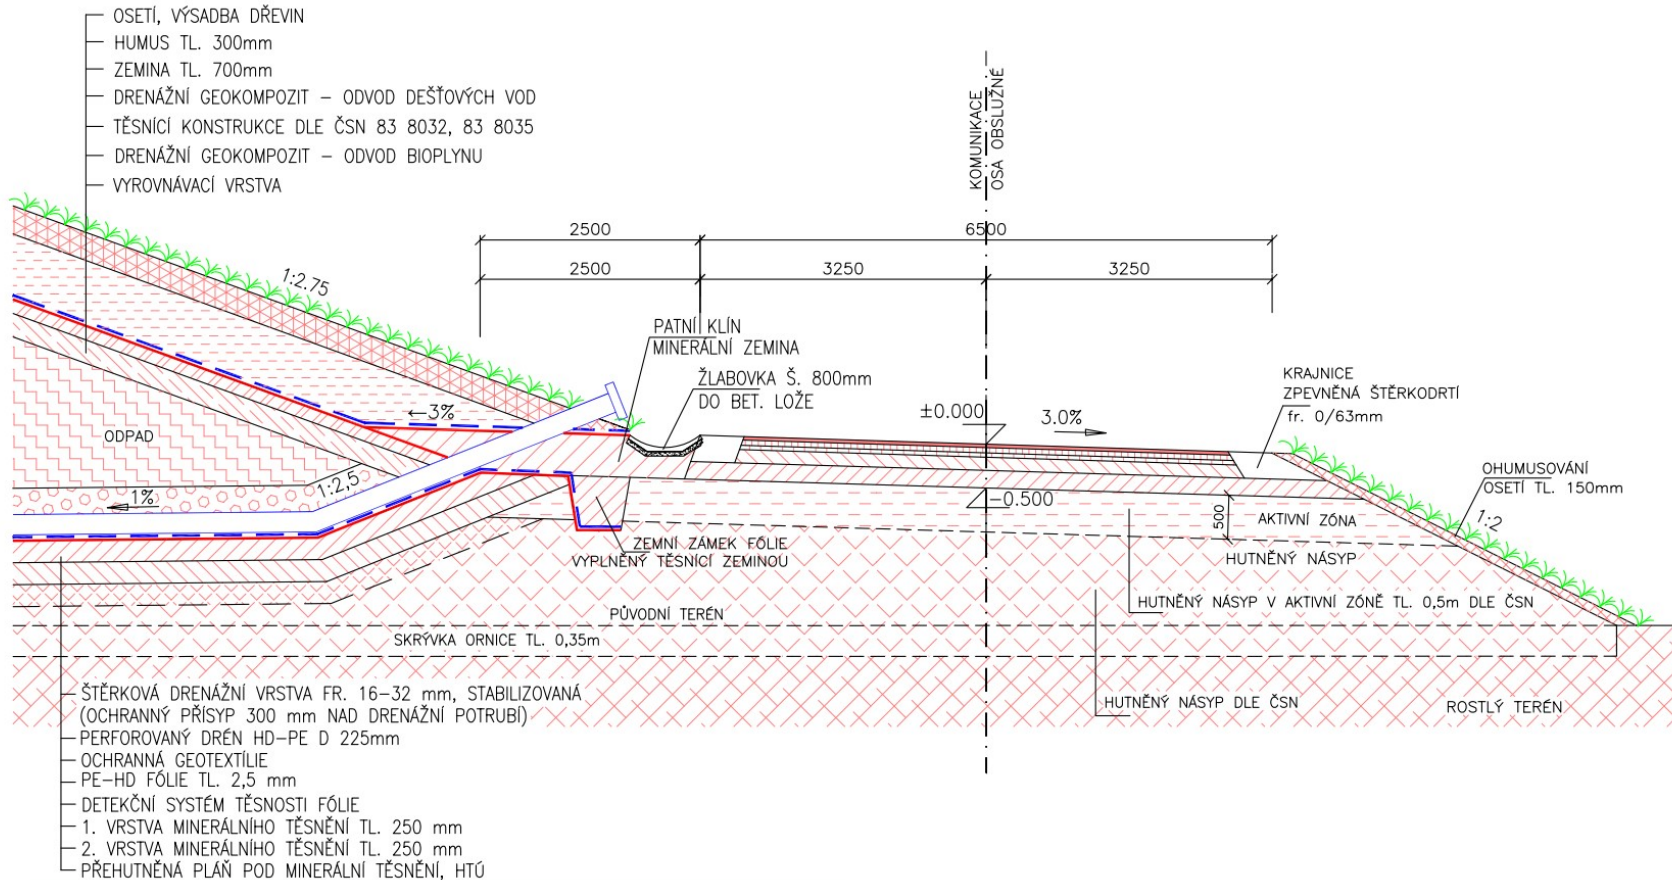 OSETÍ, VÝSADBA DŘEVIN
HUMUS TL. 300mm
ZEMINA TL. 700mm
DRENÁŽNÍ GEOKOMPOZIT – ODVOD DEŠŤOVÝCH VOD
TĚSNÍCÍ KONSTRUKCE DLE ČSN 83 8032, 83 8035
DRENÁŽNÍ GEOKOMPOZIT – ODVOD BIOPLYNU
VYROVNÁVACÍ VRSTVA
KOMUNIKACE
OSA OBSLUŽNÉ
2500
6500
2500
3250
3250
1:2.75
PATNÍ KLÍN
MINERÁLNÍ ZEMINA
ŽLABOVKA Š. 800mm
DO BET. LOŽE
KRAJNICE
ZPEVNĚNÁ ŠTĚRKODRTÍ
fr. 0/63mm
±0.000
3.0%
←3%
ODPAD
1:2,5
1%
OHUMUSOVÁNÍ
OSETÍ TL. 150mm
1:2
–0.500
500
AKTIVNÍ ZÓNA
ZEMNÍ ZÁMEK FÓLIE
VYPLNĚNÝ TĚSNÍCÍ ZEMINOU
HUTNĚNÝ NÁSYP
HUTNĚNÝ NÁSYP V AKTIVNÍ ZÓNĚ TL. 0,5m DLE ČSN
PŮVODNÍ TERÉN
SKRÝVKA ORNICE TL. 0,35m
HUTNĚNÝ NÁSYP DLE ČSN
ROSTLÝ TERÉN
ŠTĚRKOVÁ DRENÁŽNÍ VRSTVA FR. 16–32 mm, STABILIZOVANÁ
(OCHRANNÝ PŘÍSYP 300 mm NAD DRENÁŽNÍ POTRUBÍ)
PERFOROVANÝ DRÉN HD–PE D 225mm
OCHRANNÁ GEOTEXTÍLIE
PE–HD FÓLIE TL. 2,5 mm
DETEKČNÍ SYSTÉM TĚSNOSTI FÓLIE
1. VRSTVA MINERÁLNÍHO TĚSNĚNÍ TL. 250 mm
2. VRSTVA MINERÁLNÍHO TĚSNĚNÍ TL. 250 mm
PŘEHUTNĚNÁ PLÁŇ POD MINERÁLNÍ TĚSNĚNÍ, HTÚ